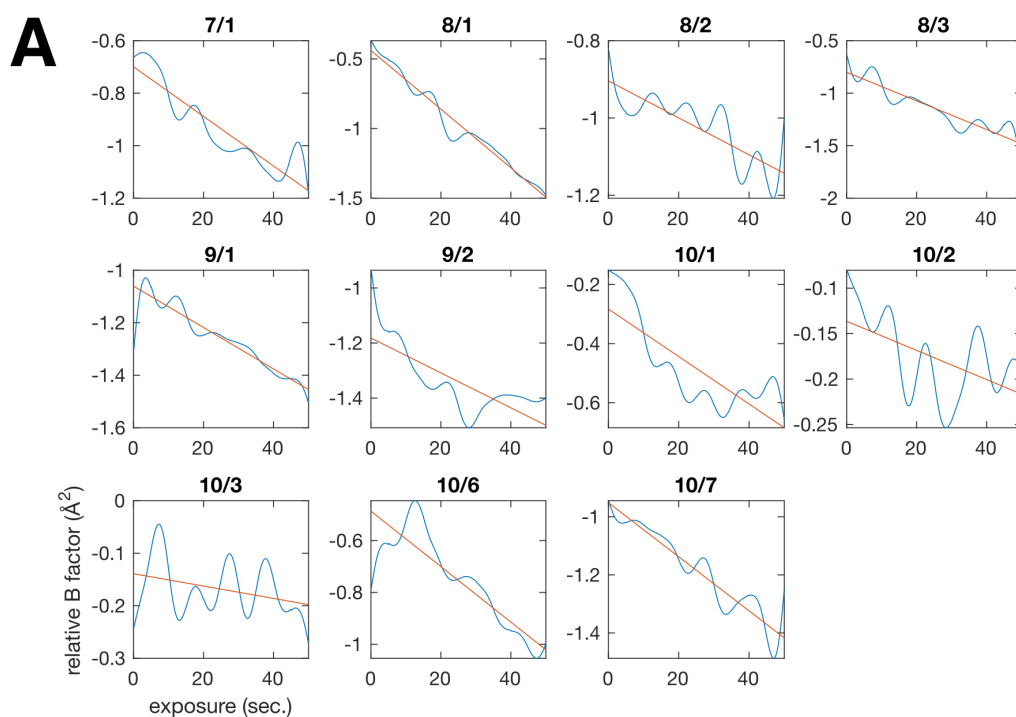 A
7/1 8/1 8/2 8/3
-0.6 -0.8 -1 -1.2
-0.5 -1 -1.5
-0.8 -1 -1.2
-0.5 -1 -1.5 -2
0 20 40 0 20 40 0 20 40 0 20 40
9/1 9/2 10/1 10/2
-1 -1.2 -1.4 -1.6
-1 -1.2 -1.4
-0.2 -0.4 -0.6
-0.1 -0.15 -0.2 -0.25
0 20 40 0 20 40 0 20 40 0 20 40
10/3 10/6 10/7
relative B factor (Å²)
0 -0.1 -0.2 -0.3
-0.6 -0.8 -1
-1 -1.2 -1.4
0 20 40 0 20 40 0 20 40
exposure (sec.)